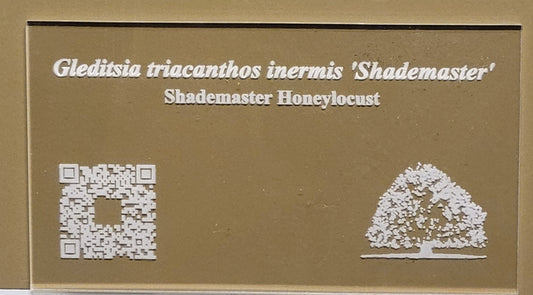 Gleditsia triacanthos inermis 'Shademaster'
Shademaster Honeylocust